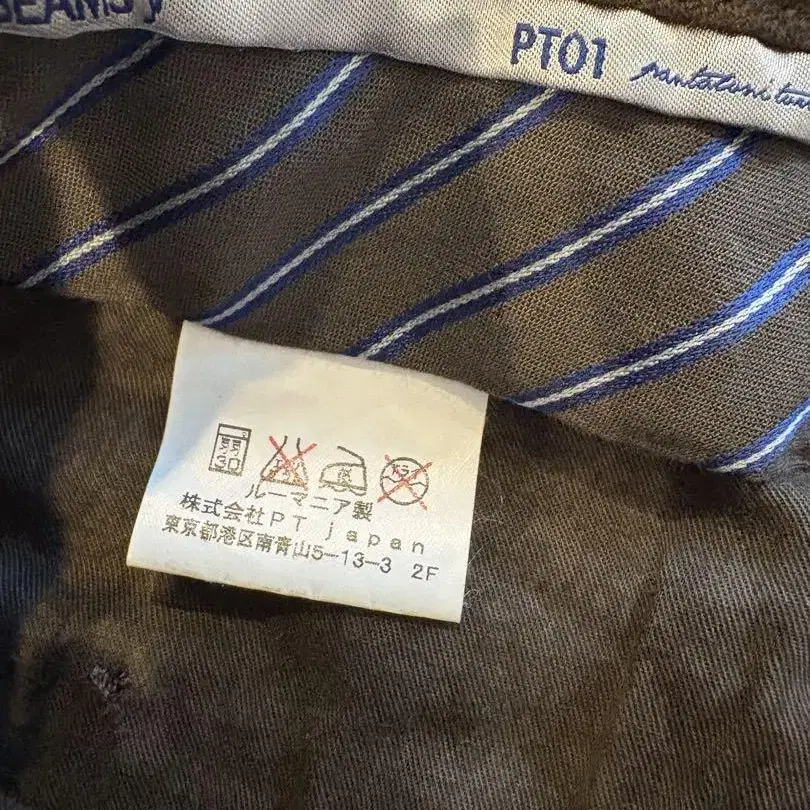 BEAMS
PT01 pantaloni
ルーマニア製
株式会社PT japan
東京都港区南青山5-13-3 2F